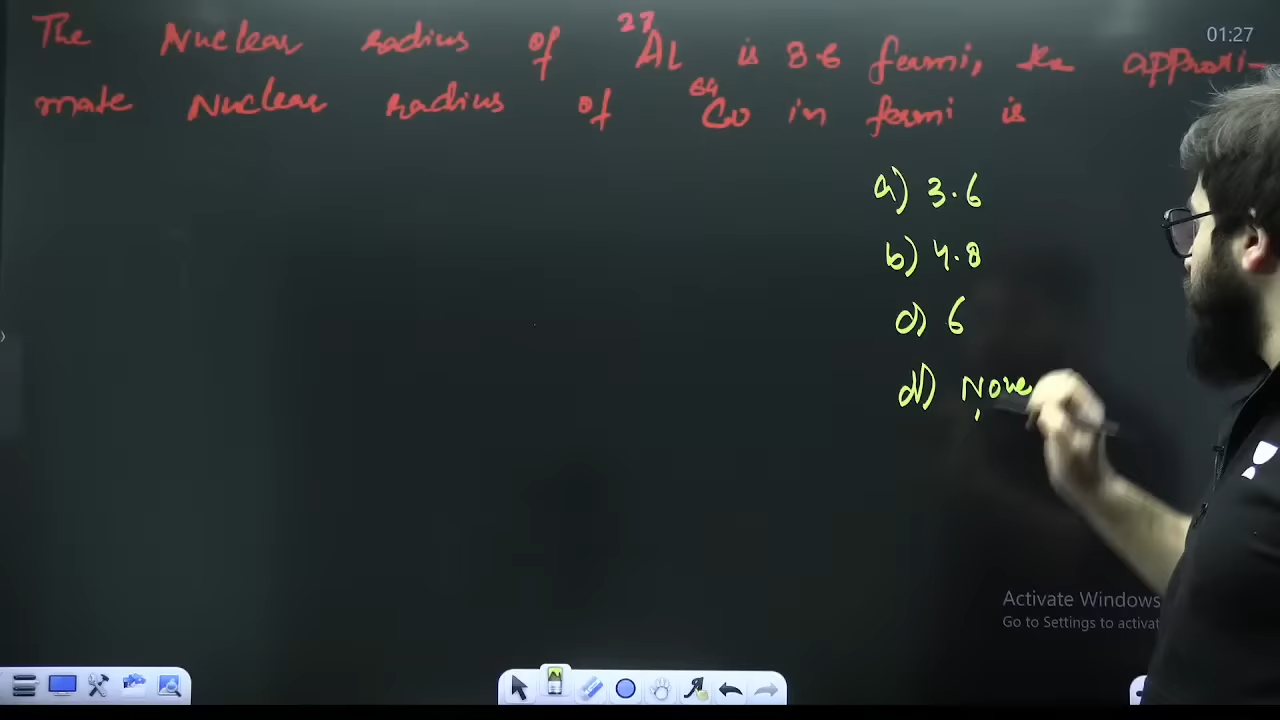 The Nuclear radius of 27Al is 3.6 fermi, the approxi-
mate Nuclear radius of 64Cu in fermi is
a) 3.6
b) 4.8
c) 6
d) None
01:27
Activate Windows
Go to Settings to activat